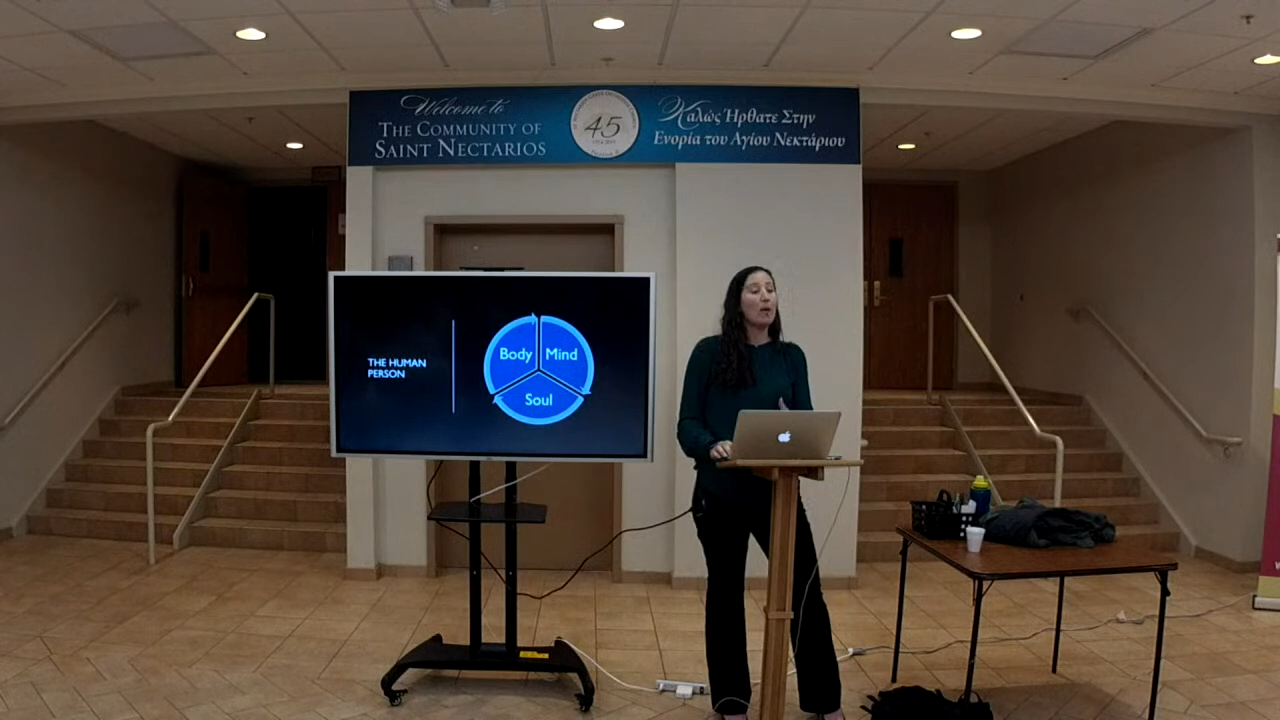 Welcome to
THE COMMUNITY OF
SAINT NECTARIOS
45
Καλώς Ήρθατε Στην
Ενορία του Αγίου Νεκτάριου
THE HUMAN
PERSON
Body
Mind
Soul